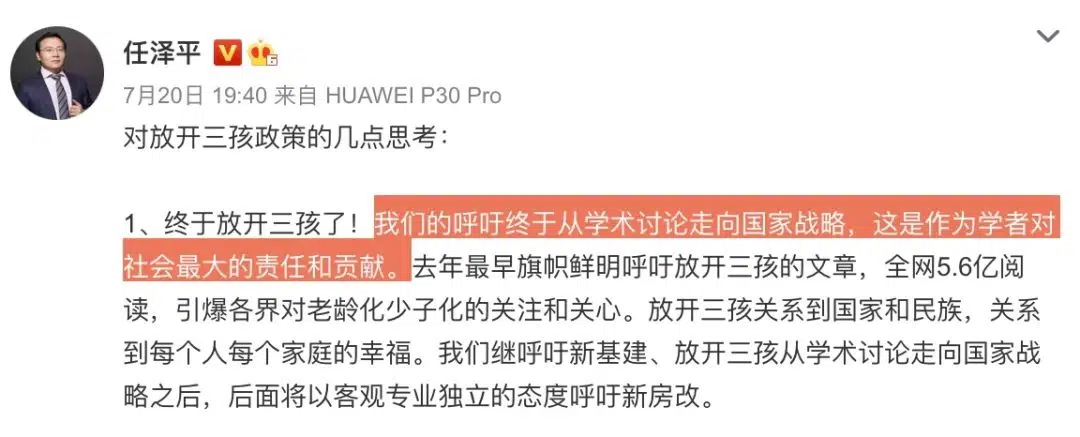 任泽平 V 6
7月20日 19:40 来自 HUAWEI P30 Pro
对放开三孩政策的几点思考：
1、终于放开三孩了！我们的呼吁终于从学术讨论走向国家战略，这是作为学者对
社会最大的责任和贡献。去年最早旗帜鲜明呼吁放开三孩的文章，全网5.6亿阅
读，引爆各界对老龄化少子化的关注和关心。放开三孩关系到国家和民族，关系
到每个人每个家庭的幸福。我们继呼吁新基建、放开三孩从学术讨论走向国家战
略之后，后面将以客观专业独立的态度呼吁新房改。